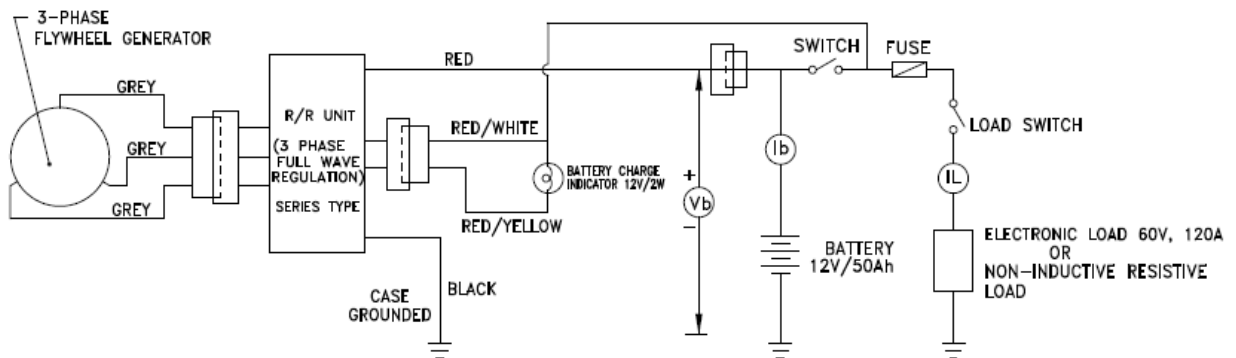 3-PHASE
FLYWHEEL GENERATOR
GREY
GREY
GREY
R/R UNIT
(3 PHASE
FULL WAVE
REGULATION)
SERIES TYPE
RED
RED/WHITE
RED/YELLOW
BATTERY CHARGE
INDICATOR 12V/2W
BLACK
CASE
GROUNDED
+
Vb
-
Ib
BATTERY
12V/50Ah
SWITCH
FUSE
LOAD SWITCH
IL
ELECTRONIC LOAD 60V, 120A
OR
NON-INDUCTIVE RESISTIVE
LOAD